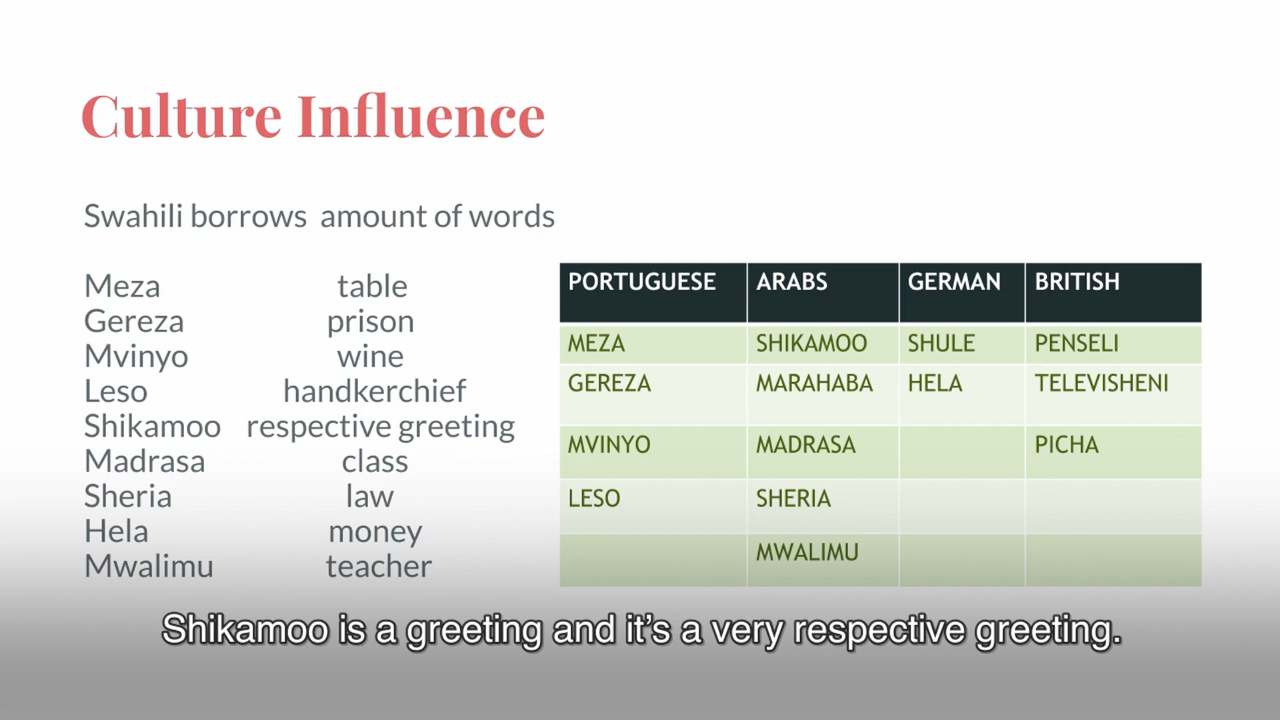 Culture Influence
Swahili borrows amount of words
Meza table
Gereza prison
Mvinyo wine
Leso handkerchief
Shikamoo respective greeting
Madrasa class
Sheria law
Hela money
Mwalimu teacher
PORTUGUESE ARABS GERMAN BRITISH
MEZA SHIKAMOO SHULE PENSELI
GEREZA MARAHABA HELA TELEVISHENI
MVINYO MADRASA PICHA
LESO SHERIA
MWALIMU
Shikamoo is a greeting and it’s a very respective greeting.